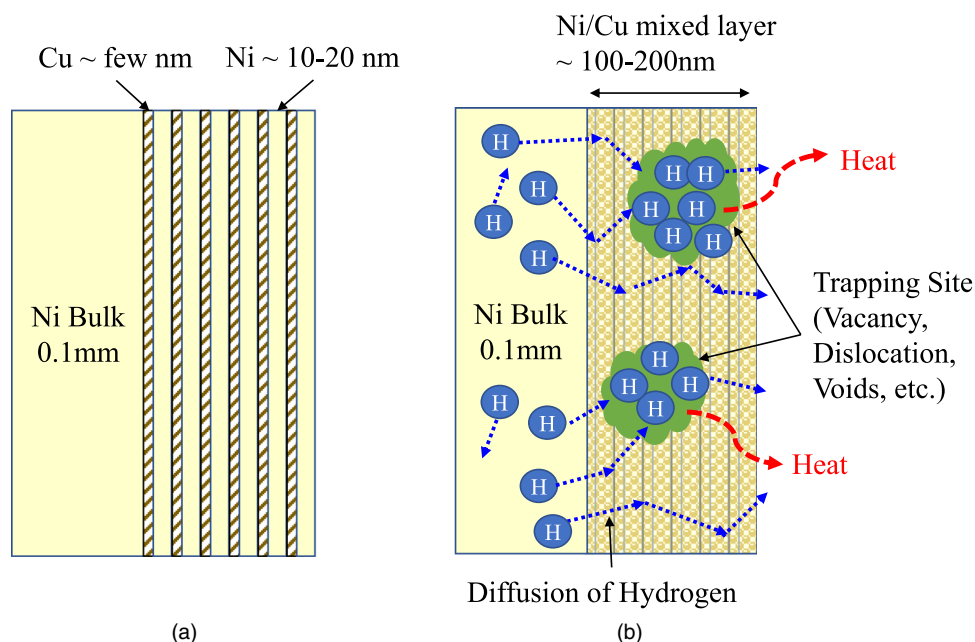 Cu ~ few nm
Ni ~ 10-20 nm
Ni Bulk
0.1mm
(a)
Ni/Cu mixed layer
~ 100-200nm
H
H
H
H
H
H
H
H
H
H
Heat
Trapping Site
(Vacancy,
Dislocation,
Voids, etc.)
Ni Bulk
0.1mm
H
H
H
H
H
H
H
H
Heat
Diffusion of Hydrogen
(b)